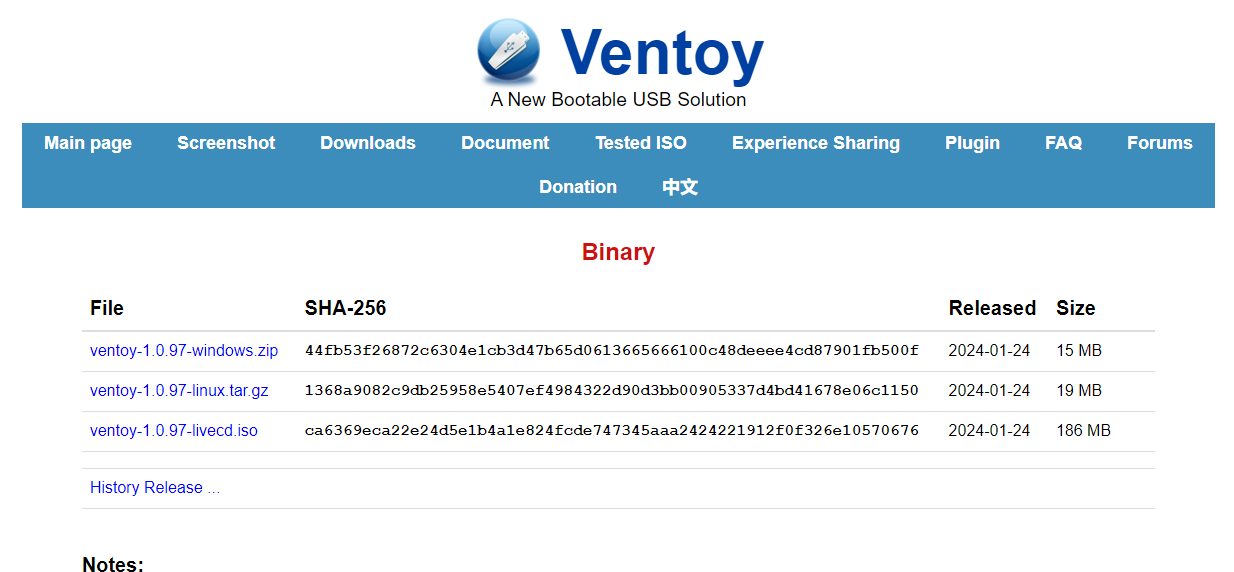 Ventoy
A New Bootable USB Solution
Main page Screenshot Downloads Document Tested ISO Experience Sharing Plugin FAQ Forums
Donation 中文
Binary
File SHA-256 Released Size
ventoy-1.0.97-windows.zip 44fb53f26872c6304e1cb3d47b65d0613665666100c48deeee4cd87901fb500f 2024-01-24 15 MB
ventoy-1.0.97-linux.tar.gz 1368a9082c9db25958e5407ef4984322d90d3bb00905337d4bd41678e06c1150 2024-01-24 19 MB
ventoy-1.0.97-livecd.iso ca6369eca22e24d5e1b4a1e824fcde747345aaa2424221912f0f326e10570676 2024-01-24 186 MB
History Release ...
Notes: